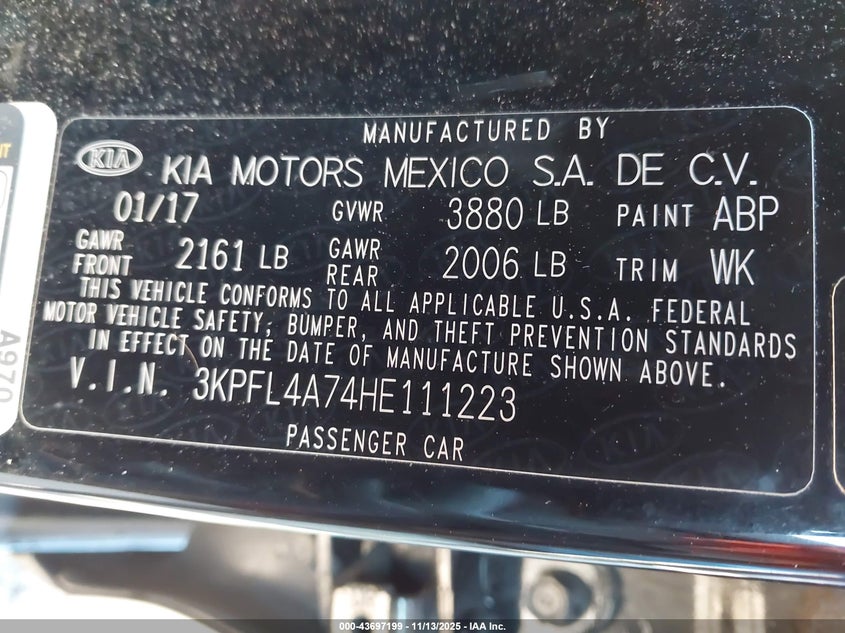 MANUFACTURED BY
KIA KIA MOTORS MEXICO S.A. DE C.V.
01/17 GVWR 3880 LB PAINT ABP
GAWR FRONT 2161 LB GAWR REAR 2006 LB TRIM WK
THIS VEHICLE CONFORMS TO ALL APPLICABLE U.S.A. FEDERAL
MOTOR VEHICLE SAFETY, BUMPER, AND THEFT PREVENTION STANDARDS
IN EFFECT ON THE DATE OF MANUFACTURE SHOWN ABOVE.
V.I.N. 3KPFL4A74HE111223
PASSENGER CAR
A970
000-43697199 - 11/13/2025 - IAA Inc.